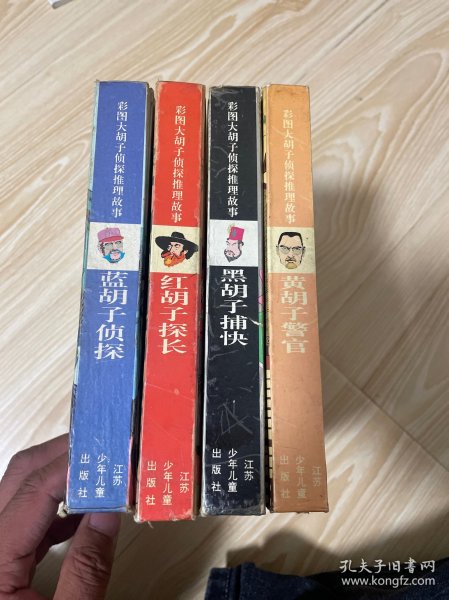 彩图大胡子侦探推理故事
蓝胡子侦探
江苏
少年儿童
出版社
彩图大胡子侦探推理故事
红胡子探长
江苏
少年儿童
出版社
彩图大胡子侦探推理故事
黑胡子捕快
江苏
少年儿童
出版社
彩图大胡子侦探推理故事
黄胡子警官
江苏
少年儿童
出版社
孔夫子旧书网
www.kongfz.com